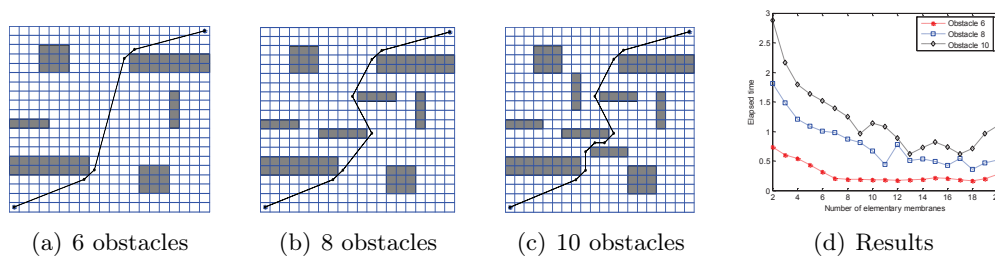 Obstacle 6
Obstacle 8
Obstacle 10
3
2.5
2
1.5
1
0.5
0
Elapsed time
2 4 6 8 10 12 14 16 18
Number of elementary membranes
(a) 6 obstacles
(b) 8 obstacles
(c) 10 obstacles
(d) Results